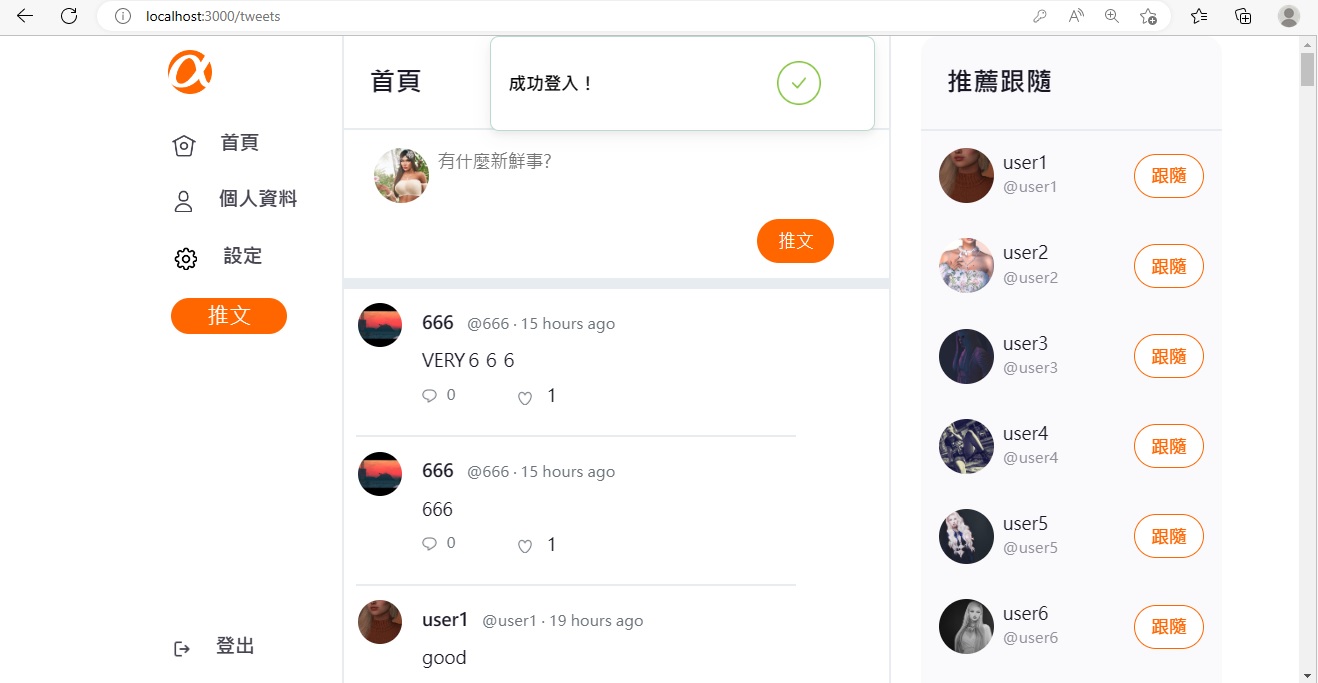 localhost:3000/tweets
首頁
個人資料
設定
推文
登出
首頁
成功登入！
有什麼新鮮事?
推文
666 @666 · 15 hours ago
VERY６６６
0 1
666 @666 · 15 hours ago
666
0 1
user1 @user1 · 19 hours ago
good
推薦跟隨
user1
@user1
跟隨
user2
@user2
跟隨
user3
@user3
跟隨
user4
@user4
跟隨
user5
@user5
跟隨
user6
@user6
跟隨